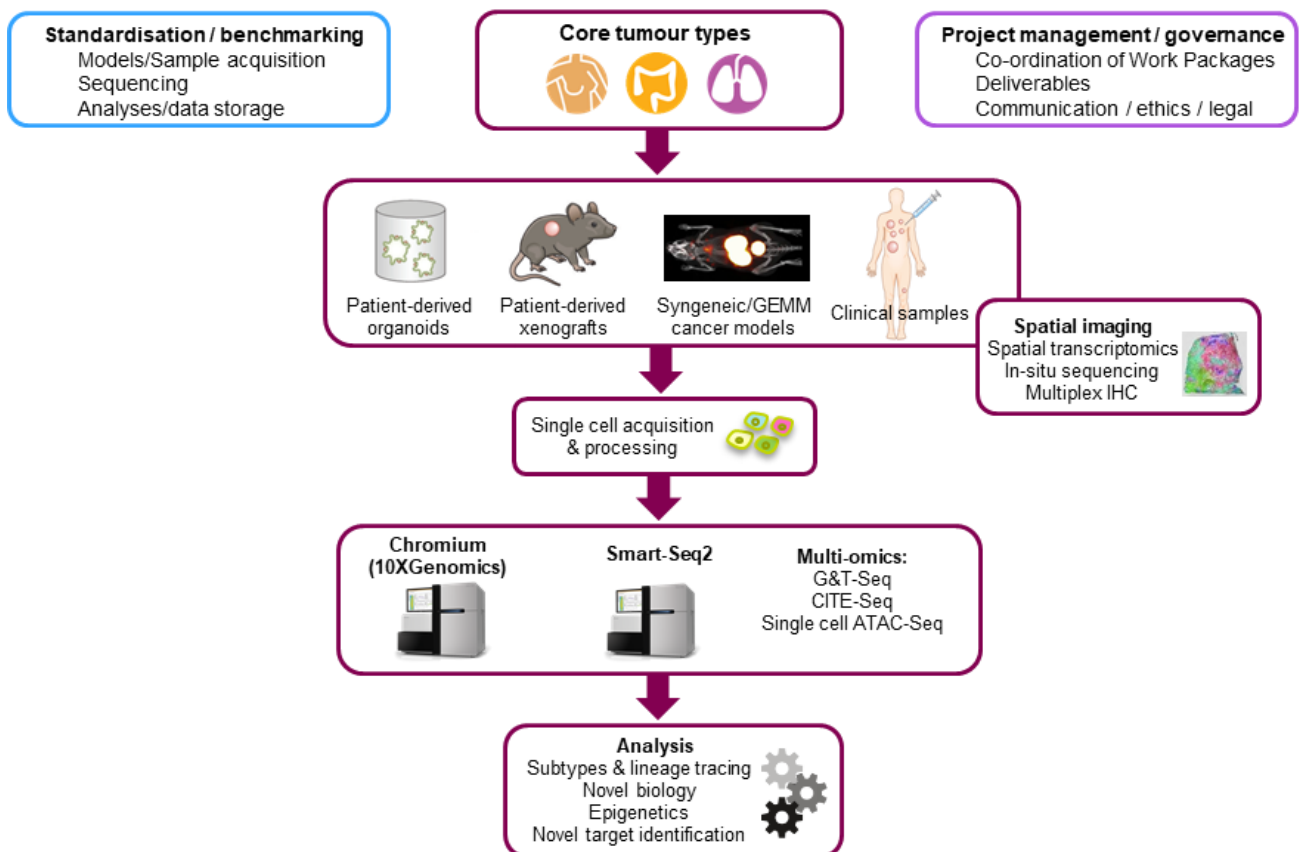 Standardisation / benchmarking
Models/Sample acquisition
Sequencing
Analyses/data storage
Core tumour types
Project management / governance
Co-ordination of Work Packages
Deliverables
Communication / ethics / legal
Patient-derived
organoids
Patient-derived
xenografts
Syngeneic/GEMM
cancer models
Clinical samples
Spatial imaging
Spatial transcriptomics
In-situ sequencing
Multiplex IHC
Single cell acquisition
& processing
Chromium
(10XGenomics)
Smart-Seq2
Multi-omics:
G&T-Seq
CITE-Seq
Single cell ATAC-Seq
Analysis
Subtypes & lineage tracing
Novel biology
Epigenetics
Novel target identification